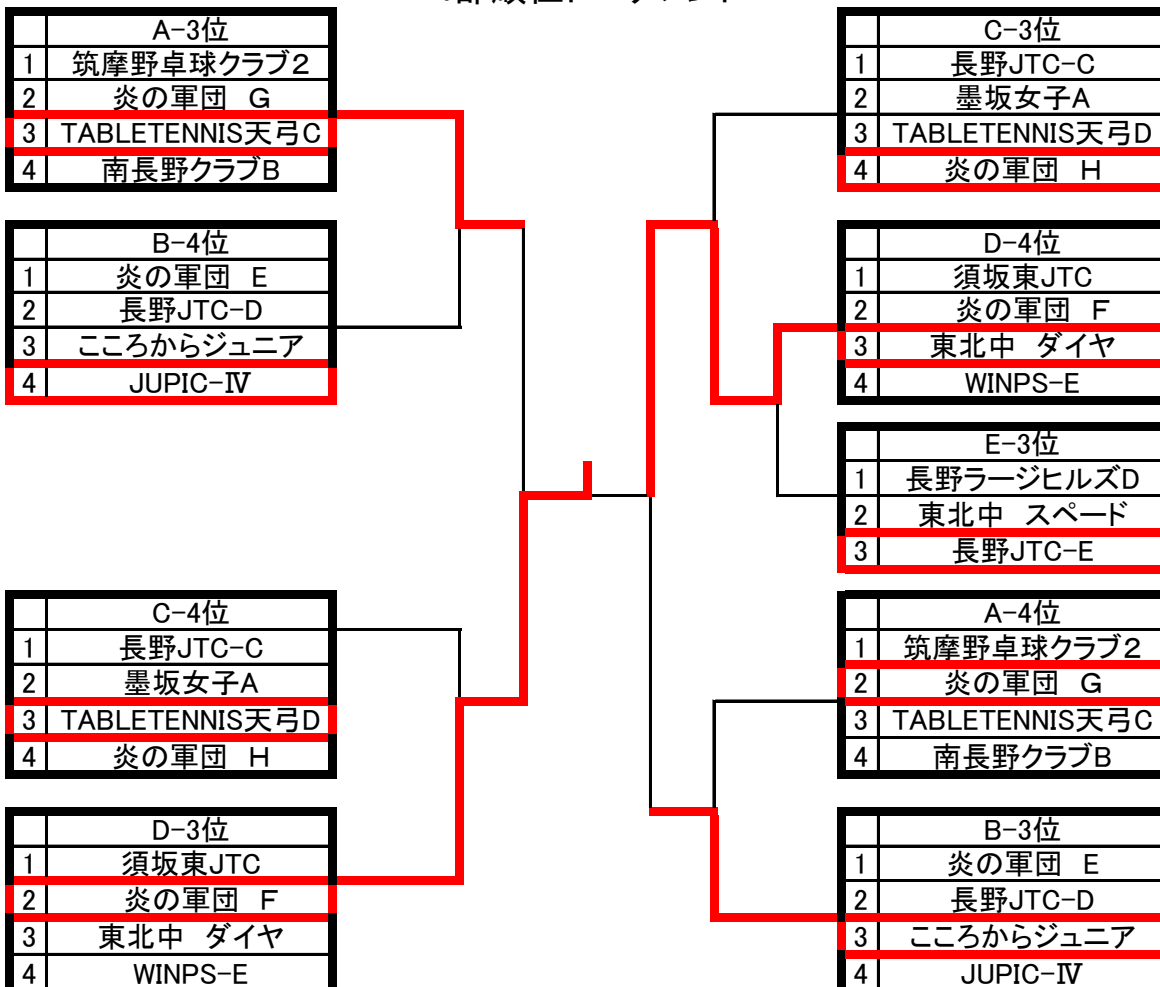 A-3位
1 筑摩野卓球クラブ2
2 炎の軍団 G
3 TABLETENNIS天弓C
4 南長野クラブB
B-4位
1 炎の軍団 E
2 長野JTC-D
3 こころからジュニア
4 JUPIC-Ⅳ
C-4位
1 長野JTC-C
2 墨坂女子A
3 TABLETENNIS天弓D
4 炎の軍団 H
D-3位
1 須坂東JTC
2 炎の軍団 F
3 東北中 ダイヤ
4 WINPS-E
C-3位
1 長野JTC-C
2 墨坂女子A
3 TABLETENNIS天弓D
4 炎の軍団 H
D-4位
1 須坂東JTC
2 炎の軍団 F
3 東北中 ダイヤ
4 WINPS-E
E-3位
1 長野ラージヒルズD
2 東北中 スペード
3 長野JTC-E
A-4位
1 筑摩野卓球クラブ2
2 炎の軍団 G
3 TABLETENNIS天弓C
4 南長野クラブB
B-3位
1 炎の軍団 E
2 長野JTC-D
3 こころからジュニア
4 JUPIC-Ⅳ